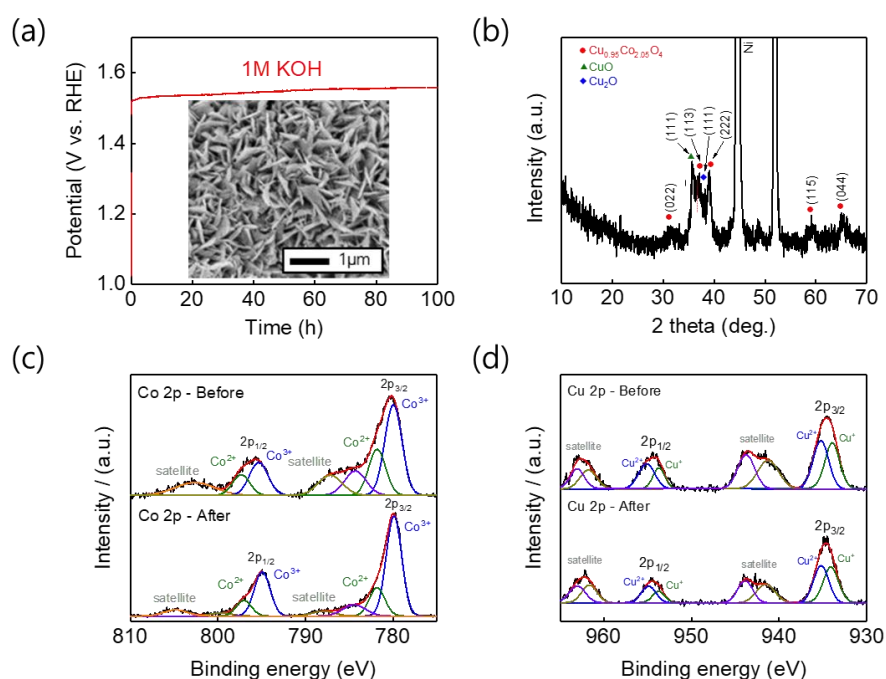 (a)
Potential (V vs. RHE)
1.6
1.4
1.2
1.0
1M KOH
1μm
0 20 40 60 80 100
Time (h)
(b)
Intensity (a.u.)
Cu0.95Co2.05O4
CuO
Cu2O
(022)
(111)
(113)
(111)
(222)
Ni
(115)
(044)
10 20 30 40 50 60 70
2 theta (deg.)
(c)
Intensity / (a.u.)
Co 2p - Before
2p3/2
Co3+
Co2+
2p1/2
Co2+
Co3+
satellite
satellite
Co 2p - After
2p3/2
Co3+
Co2+
2p1/2
Co2+
Co3+
satellite
satellite
810 800 790 780
Binding energy (eV)
(d)
Intensity / (a.u.)
Cu 2p - Before
2p3/2
Cu2+
Cu+
satellite
2p1/2
Cu2+
Cu+
satellite
Cu 2p - After
2p3/2
Cu2+
Cu+
satellite
2p1/2
Cu2+
Cu+
satellite
960 950 940 930
Binding energy (eV)